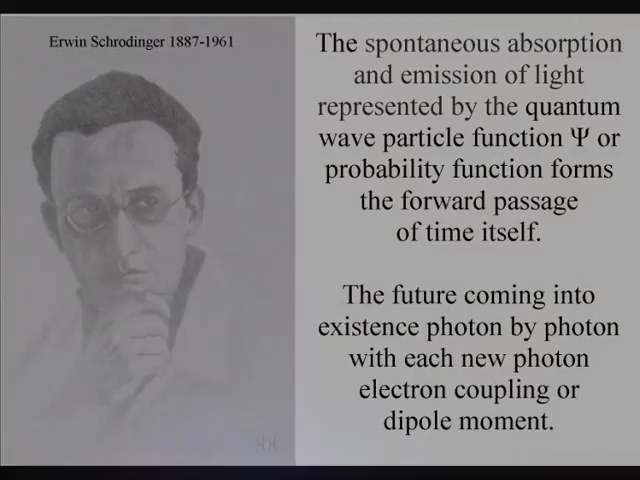 Erwin Schrodinger 1887-1961
The spontaneous absorption
and emission of light
represented by the quantum
wave particle function Ψ or
probability function forms
the forward passage
of time itself.
The future coming into
existence photon by photon
with each new photon
electron coupling or
dipole moment.